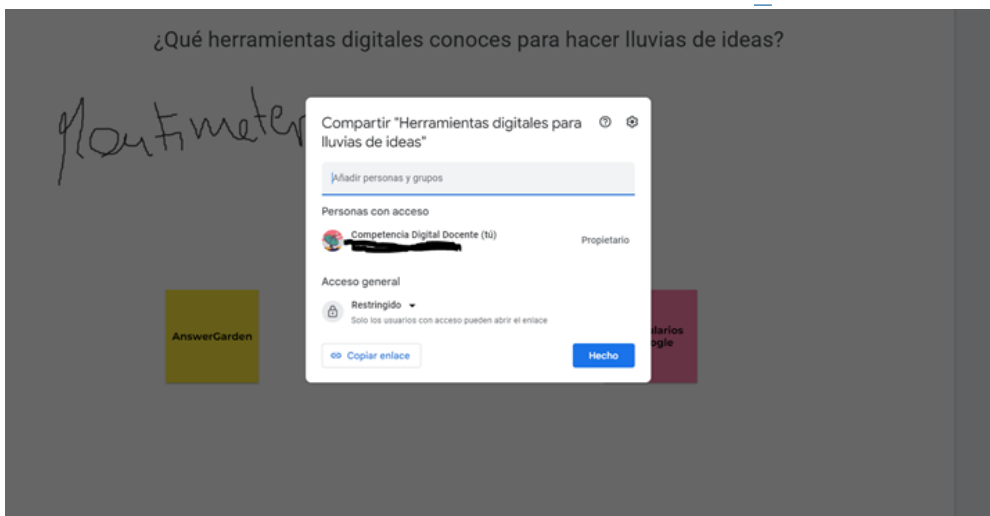 ¿Qué herramientas digitales conoces para hacer lluvias de ideas?
Compartir "Herramientas digitales para
lluvias de ideas"
Añadir personas y grupos
Personas con acceso
Competencia Digital Docente (tú)
Propietario
Acceso general
Restringido
Solo los usuarios con acceso pueden abrir el enlace
Copiar enlace
Hecho
AnswerGarden
larios
ogle